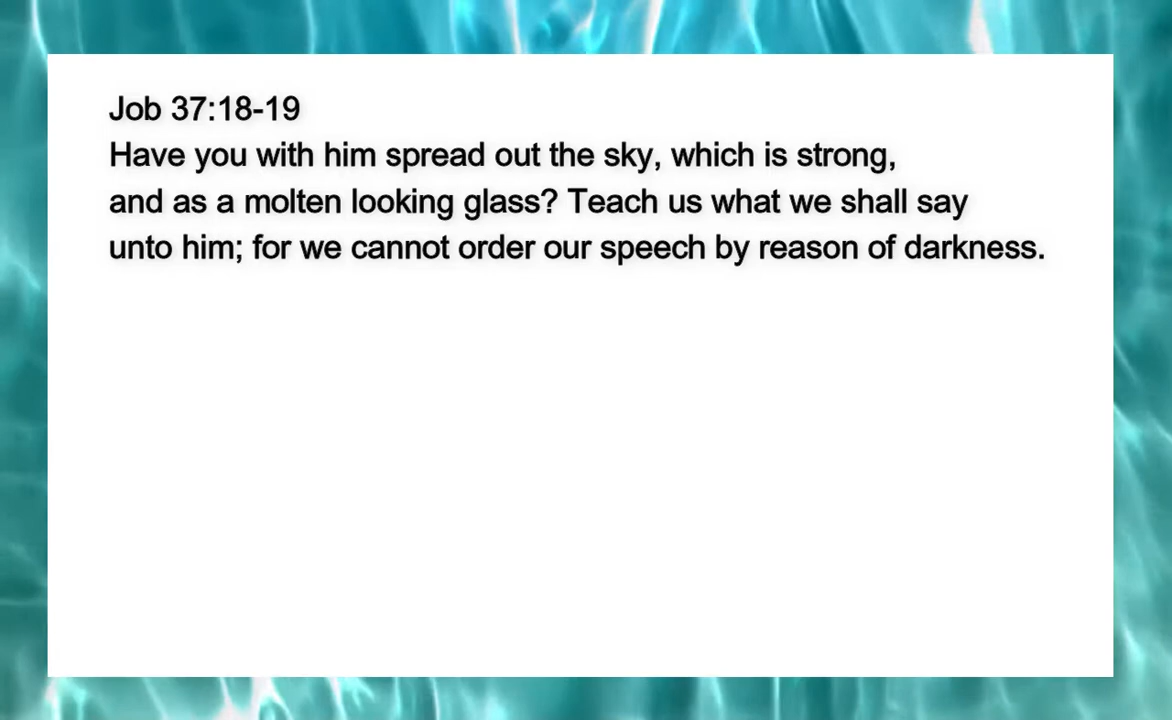 Job 37:18-19
Have you with him spread out the sky, which is strong,
and as a molten looking glass? Teach us what we shall say
unto him; for we cannot order our speech by reason of darkness.